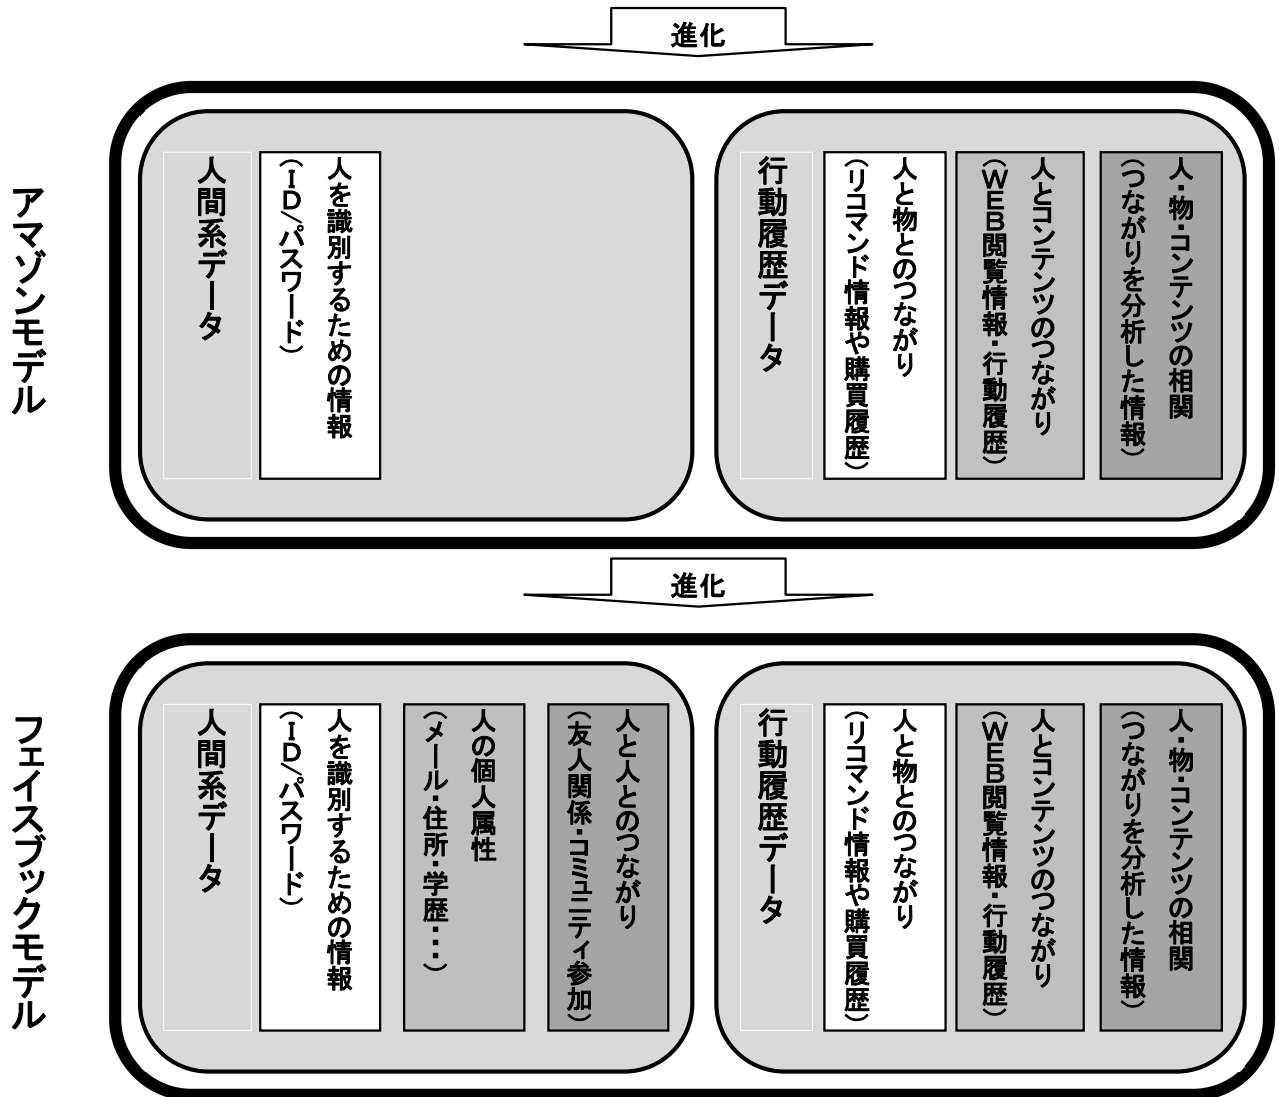 進化
アマゾンモデル
人間系データ
人を識別するための情報
（ID／パスワード）
行動履歴データ
人と物とのつながり
（リコマンド情報や購買履歴）
人とコンテンツのつながり
（WEB閲覧情報・行動履歴）
人・物・コンテンツの相関
（つながりを分析した情報）
進化
フェイスブックモデル
人間系データ
人を識別するための情報
（ID／パスワード）
人の個人属性
（メール・住所・学歴・・・）
人と人とのつながり
（友人関係・コミュニティ参加）
行動履歴データ
人と物とのつながり
（リコマンド情報や購買履歴）
人とコンテンツのつながり
（WEB閲覧情報・行動履歴）
人・物・コンテンツの相関
（つながりを分析した情報）